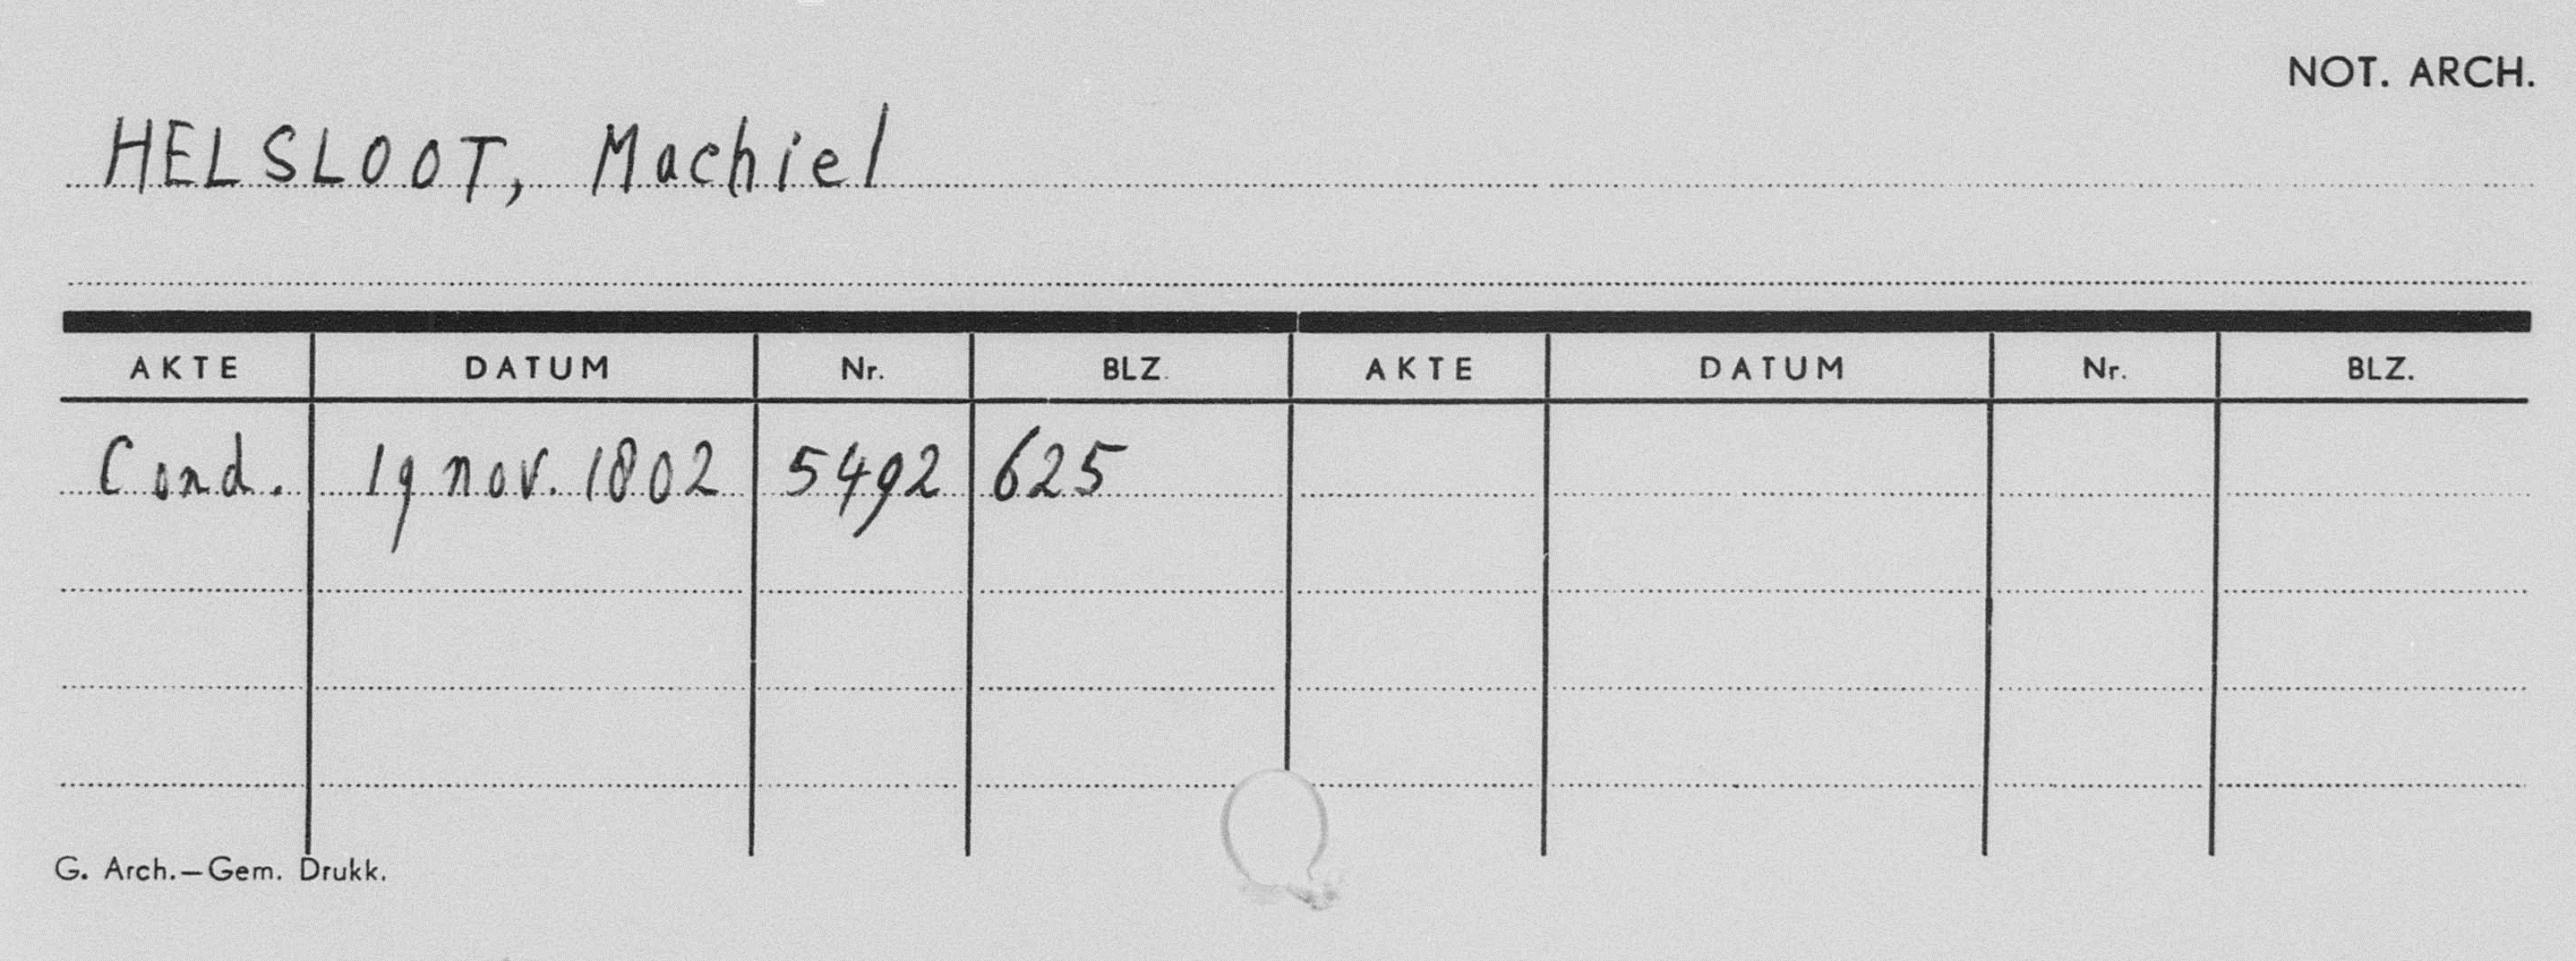 NOT. ARCH.
HELSLOOT, Machiel
AKTE DATUM Nr. BLZ. AKTE DATUM Nr. BLZ.
Cond. 19 nov. 1802 5492 625
G. Arch.—Gem. Drukk.